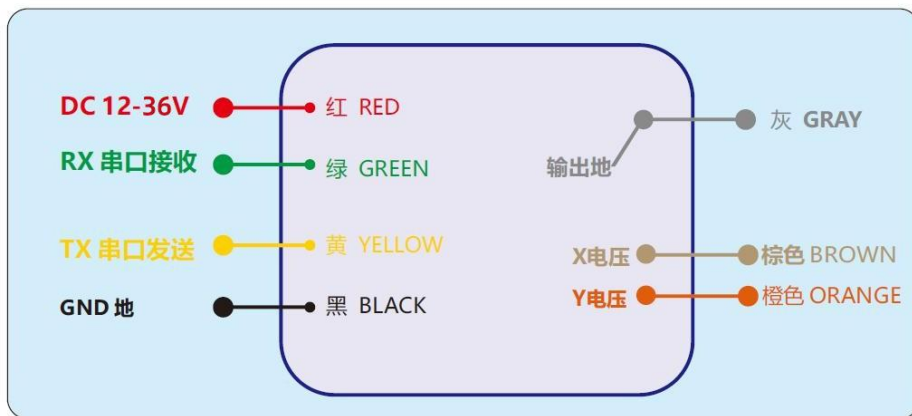 DC 12-36V
红 RED
RX 串口接收
绿 GREEN
TX 串口发送
黄 YELLOW
GND 地
黑 BLACK
灰 GRAY
输出地
X电压
棕色 BROWN
Y电压
橙色 ORANGE